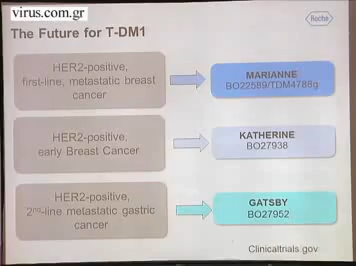 virus.com.gr
Roche
The Future for T-DM1
HER2-positive,
first-line, metastatic breast
cancer
MARIANNE
BO22589/TDM4788g
HER2-positive,
early Breast Cancer
KATHERINE
BO27938
HER2-positive,
2nd-line metastatic gastric
cancer
GATSBY
BO27952
Clinicaltrials.gov